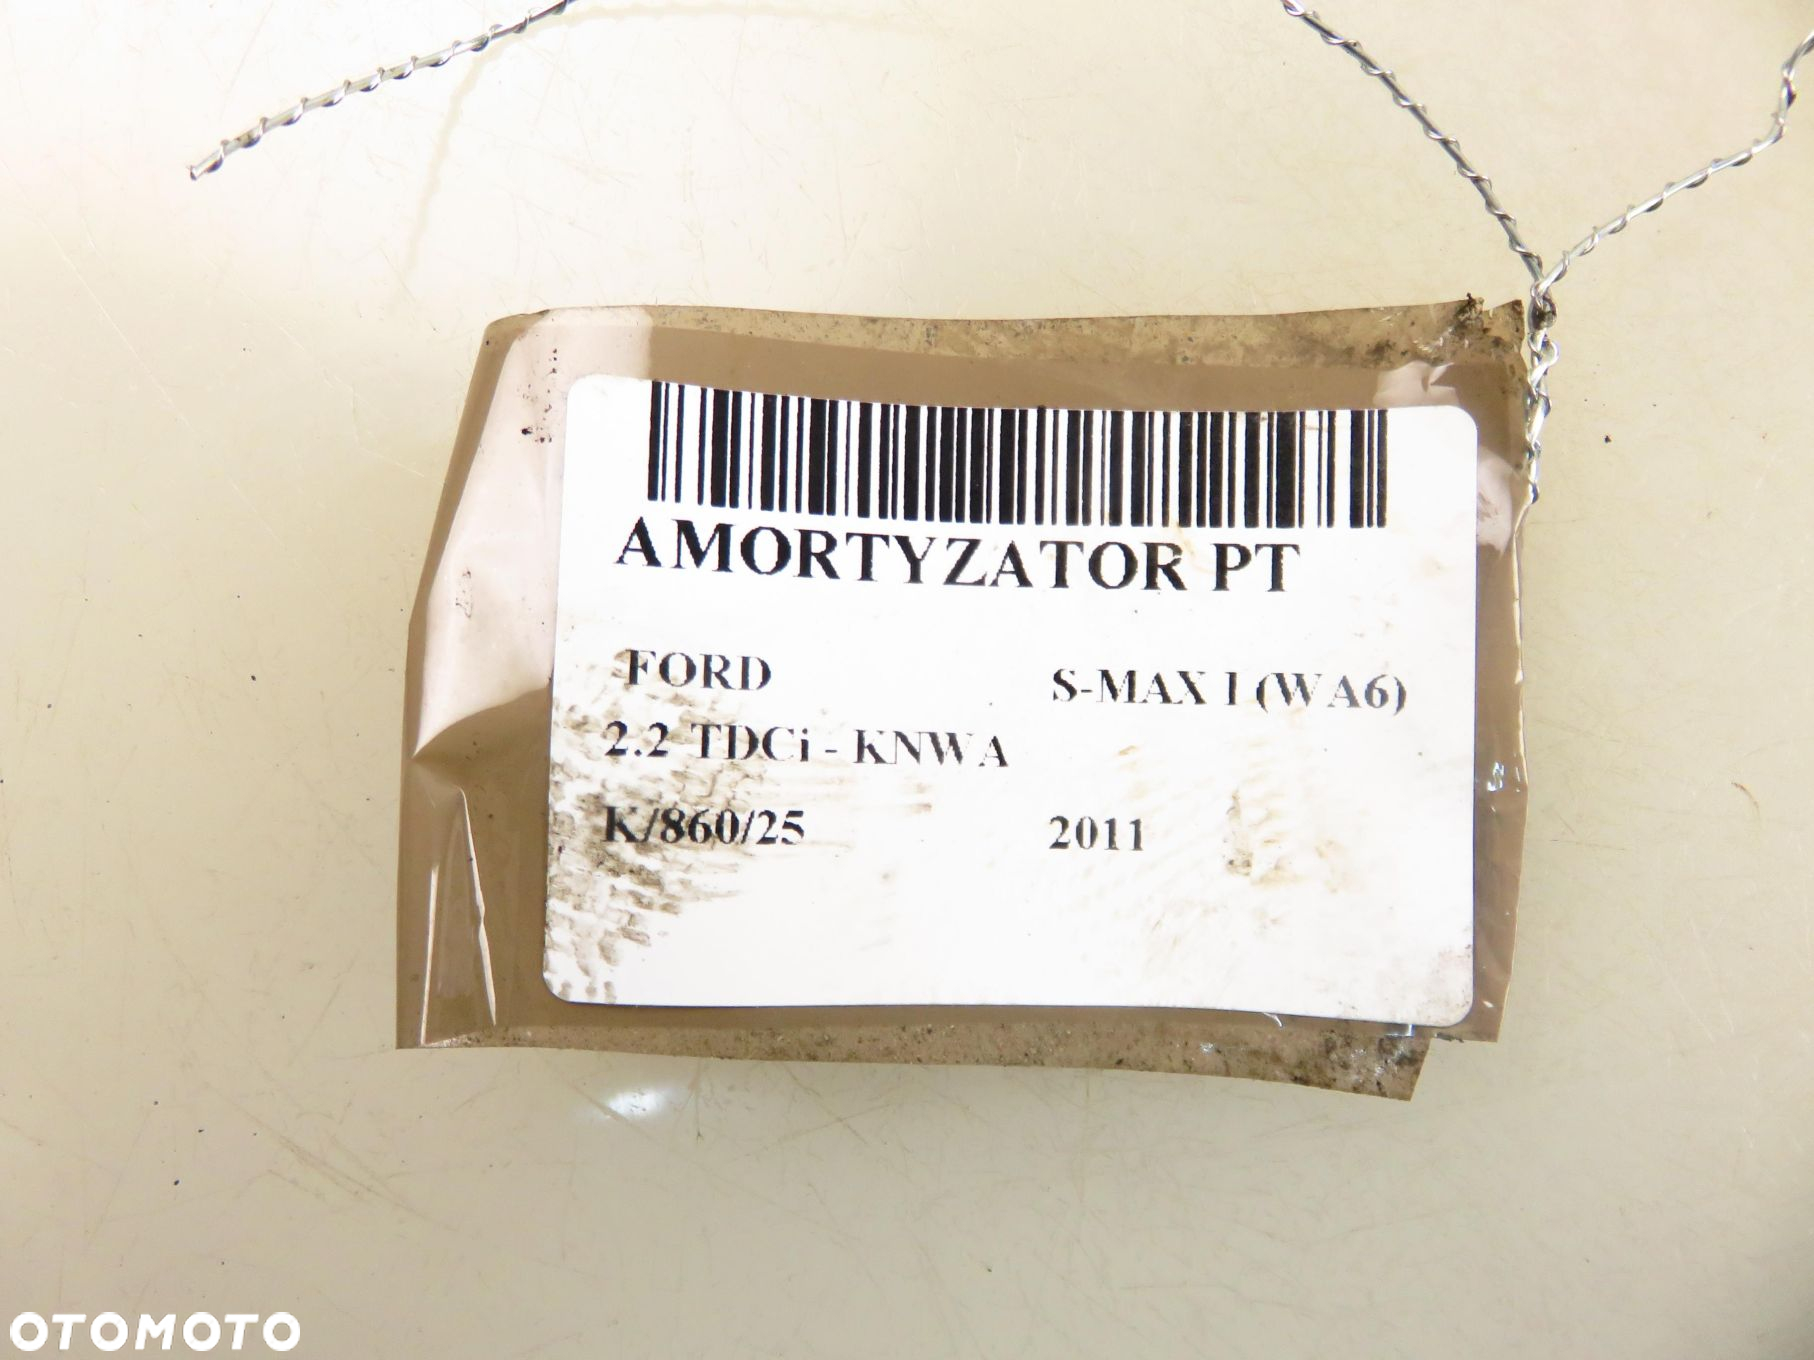 AMORTYZATOR PT
FORD S-MAX I (WA6)
2.2 TDCi - KNWA
K/860/25 2011
OTOMOTO